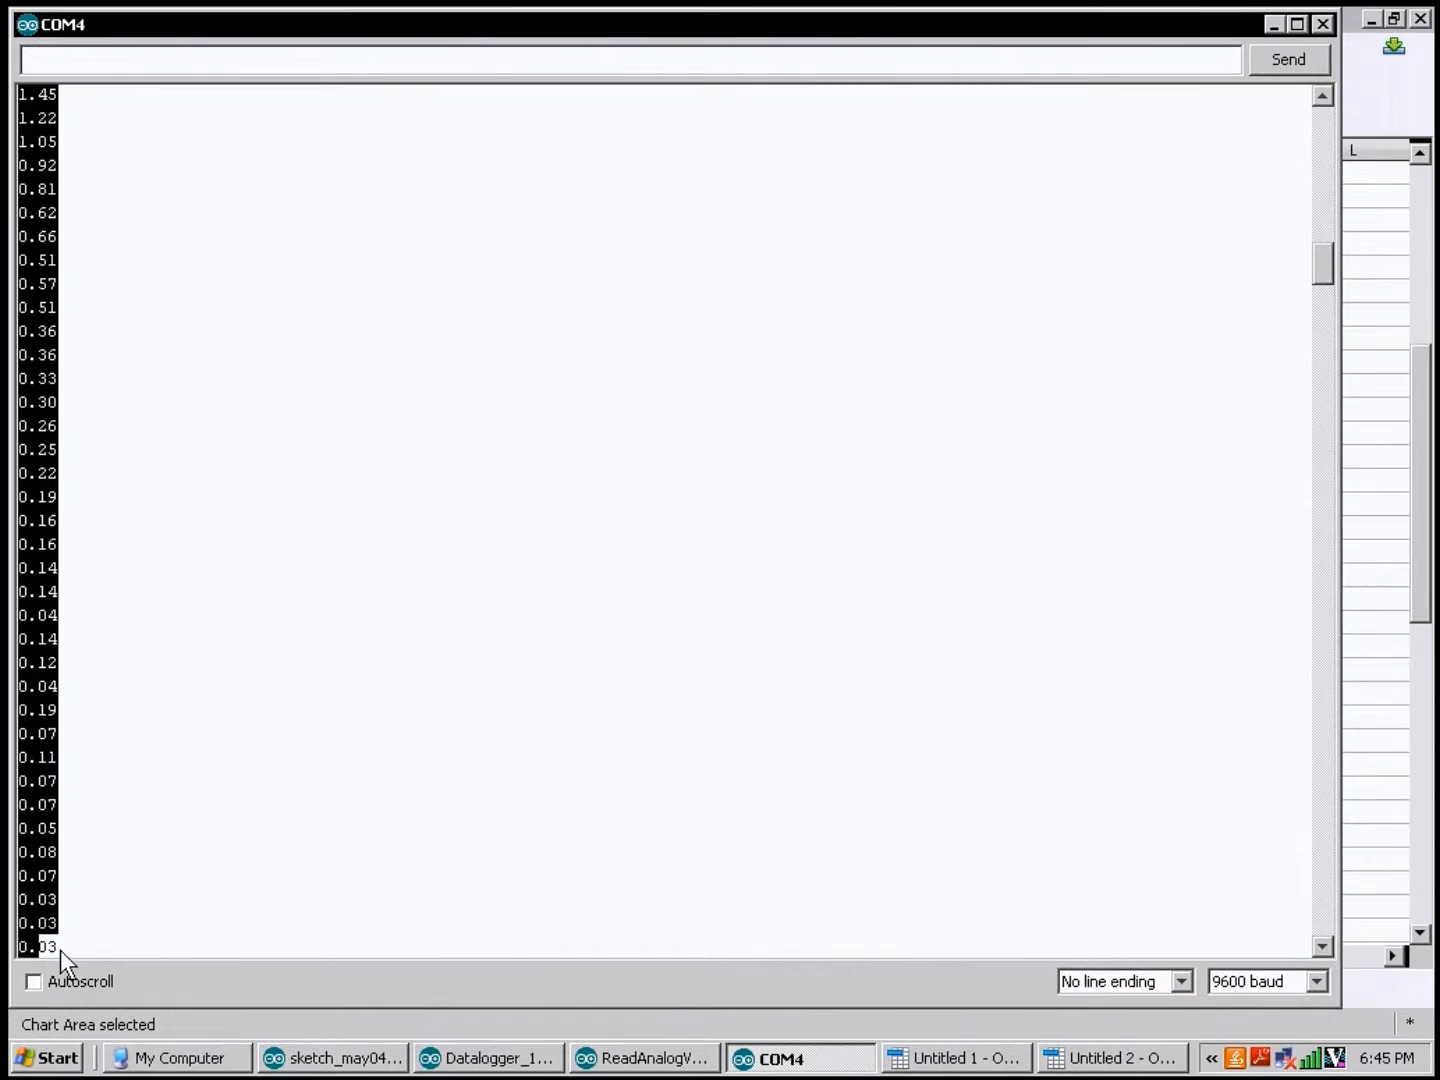 COM4
Send
1.45
1.22
1.05
0.92
0.81
0.62
0.66
0.51
0.57
0.51
0.36
0.36
0.33
0.30
0.26
0.25
0.22
0.19
0.16
0.16
0.14
0.14
0.04
0.14
0.12
0.04
0.19
0.07
0.11
0.07
0.07
0.05
0.08
0.07
0.03
0.03
0.03
L
Autoscroll
No line ending
9600 baud
Chart Area selected
*
Start
My Computer
sketch_may04...
Datalogger_1...
ReadAnalogV...
COM4
Untitled 1 - O...
Untitled 2 - O...
«
6:45 PM